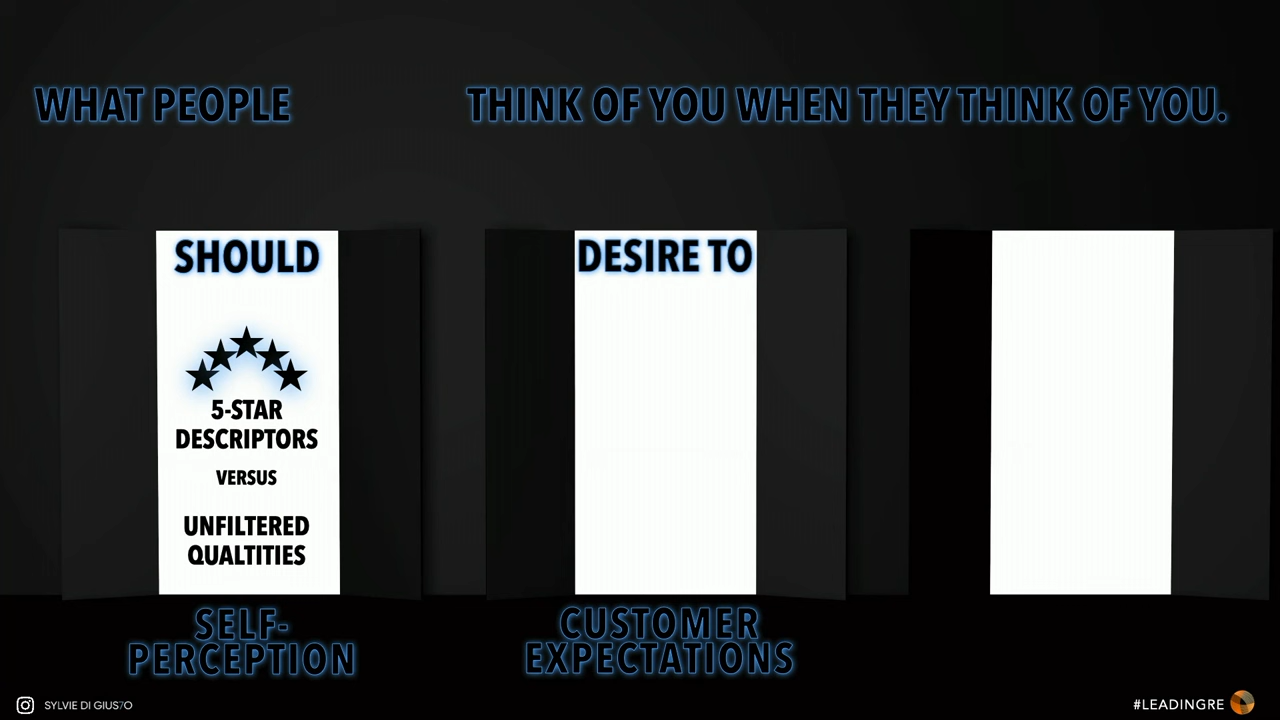 WHAT PEOPLE THINK OF YOU WHEN THEY THINK OF YOU.
SHOULD
5-STAR
DESCRIPTORS
VERSUS
UNFILTERED
QUALTITIES
SELF-
PERCEPTION
DESIRE TO
CUSTOMER
EXPECTATIONS
SYLVIE DI GIUS7O
#LEADINGRE